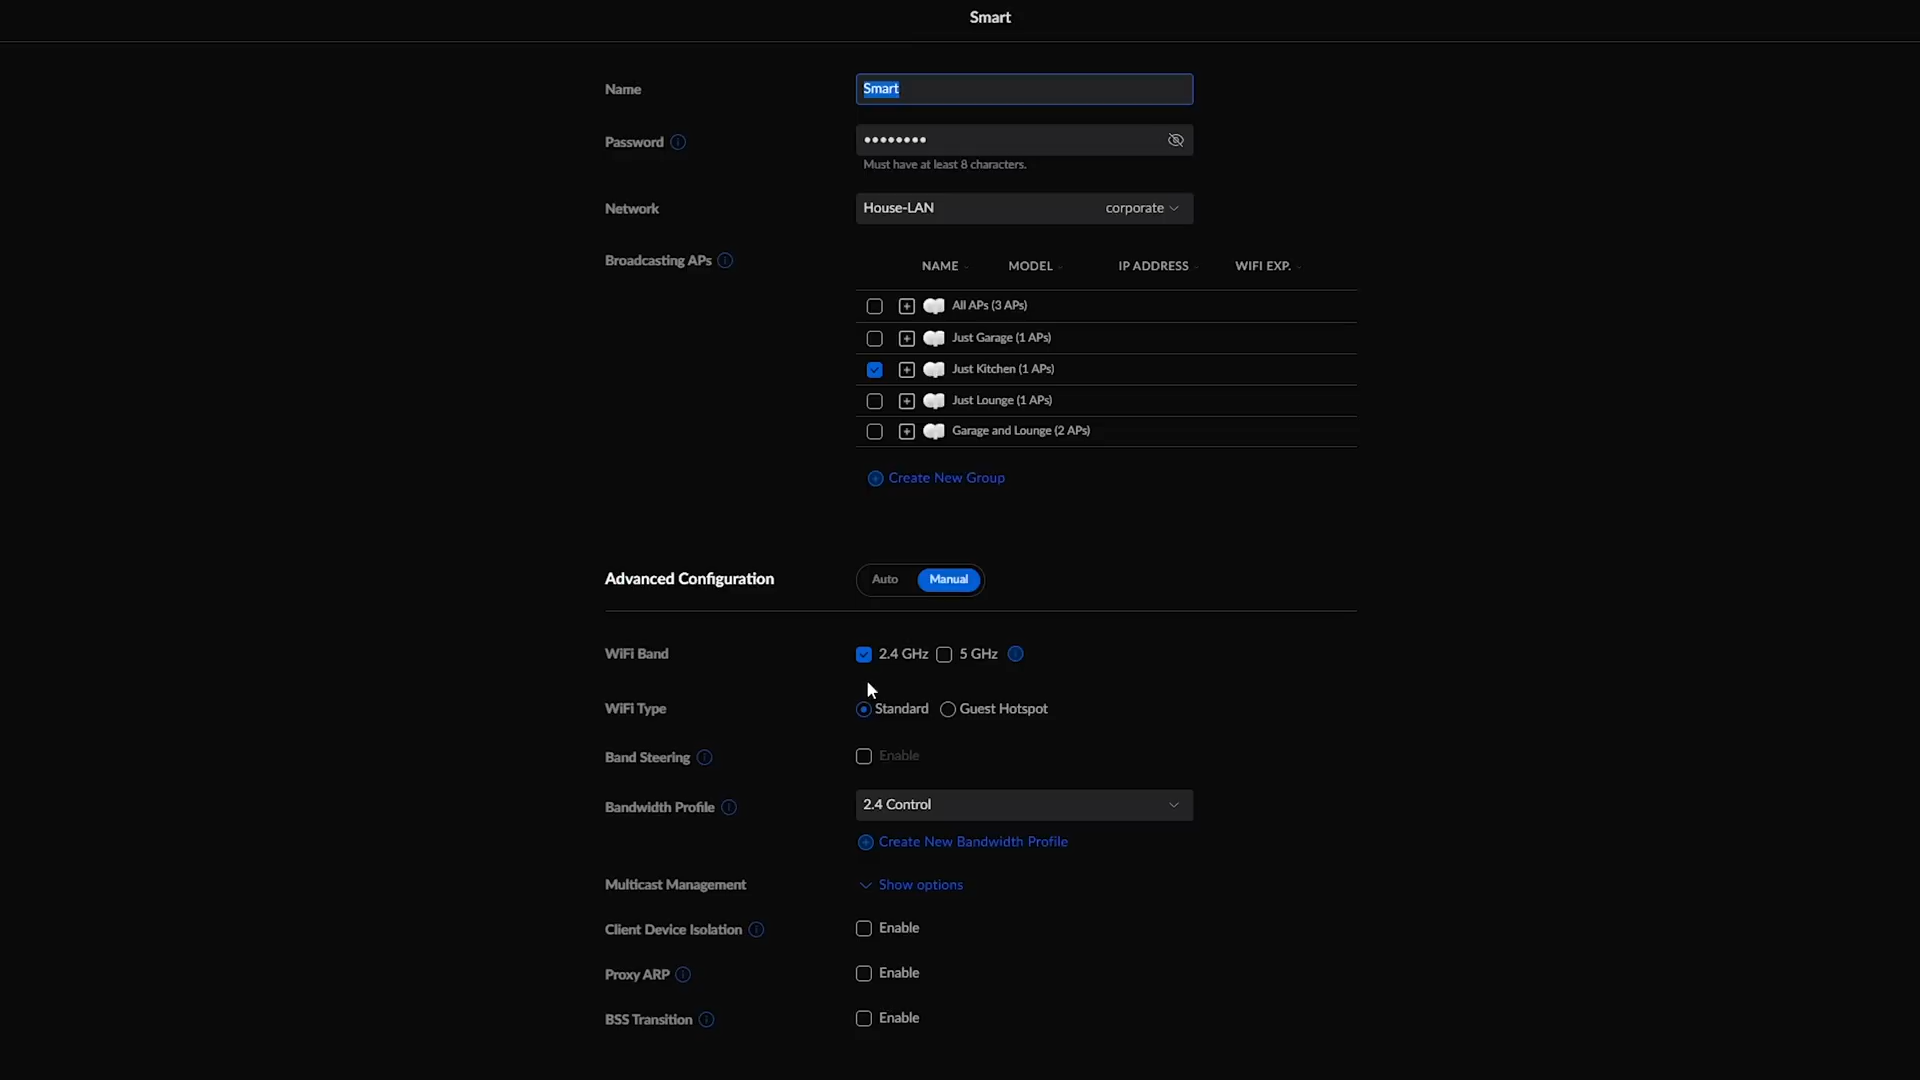 Smart
Name
Smart
Password
Must have at least 8 characters.
Network
House-LAN corporate
Broadcasting APs
NAME MODEL IP ADDRESS WIFI EXP.
All APs (3 APs)
Just Garage (1 APs)
Just Kitchen (1 APs)
Just Lounge (1 APs)
Garage and Lounge (2 APs)
Create New Group
Advanced Configuration
Auto Manual
WiFi Band
2.4 GHz 5 GHz
WiFi Type
Standard Guest Hotspot
Band Steering
Enable
Bandwidth Profile
2.4 Control
Create New Bandwidth Profile
Multicast Management
Show options
Client Device Isolation
Enable
Proxy ARP
Enable
BSS Transition
Enable